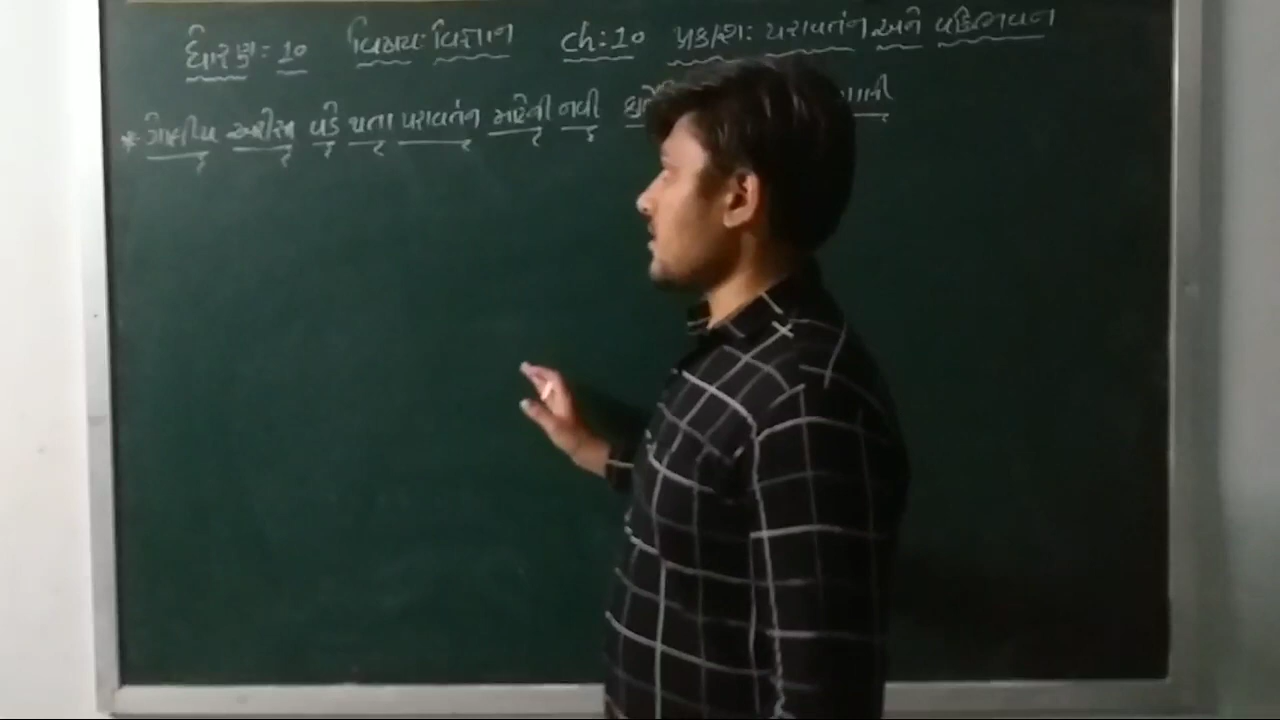 ધોરણ: 10 વિષય: વિજ્ઞાન ch: 10 પ્રકાશ: પરાવર્તન અને વક્રીભવન
* ગોલીય અરીસા વડે થતા પરાવર્તન માટેની નવી